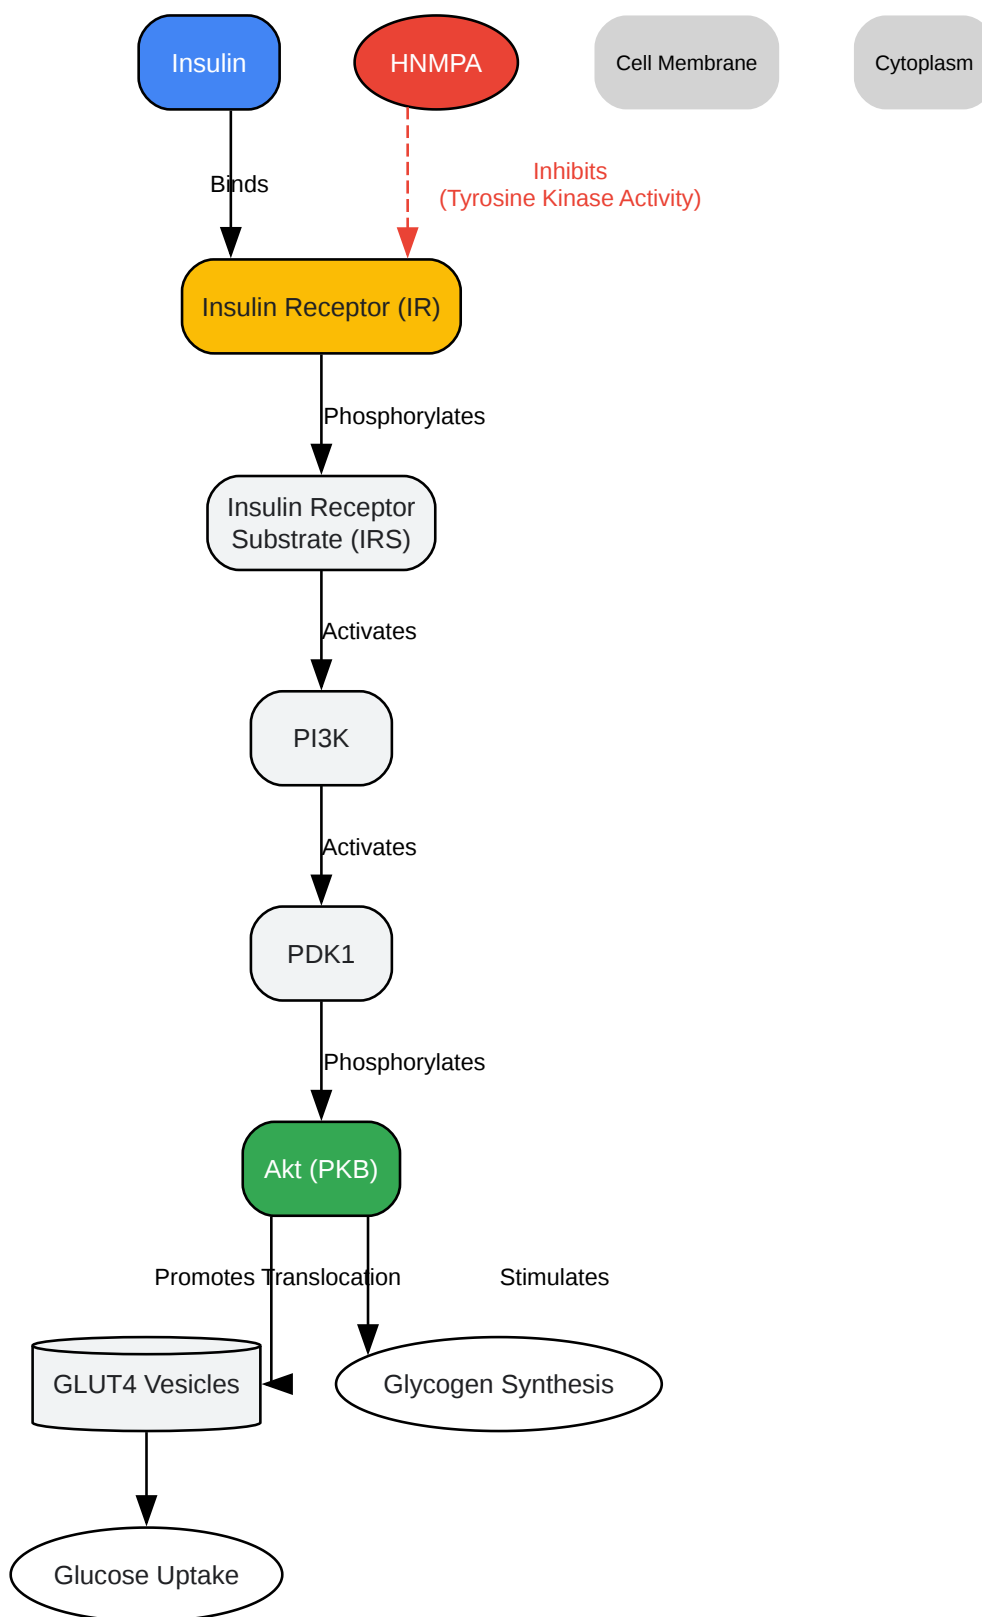 Insulin
HNMPA
Cell Membrane
Cytoplasm
Binds
Inhibits
(Tyrosine Kinase Activity)
Insulin Receptor (IR)
Phosphorylates
Insulin Receptor
Substrate (IRS)
Activates
PI3K
Activates
PDK1
Phosphorylates
Akt (PKB)
Promotes Translocation
Stimulates
GLUT4 Vesicles
Glycogen Synthesis
Glucose Uptake